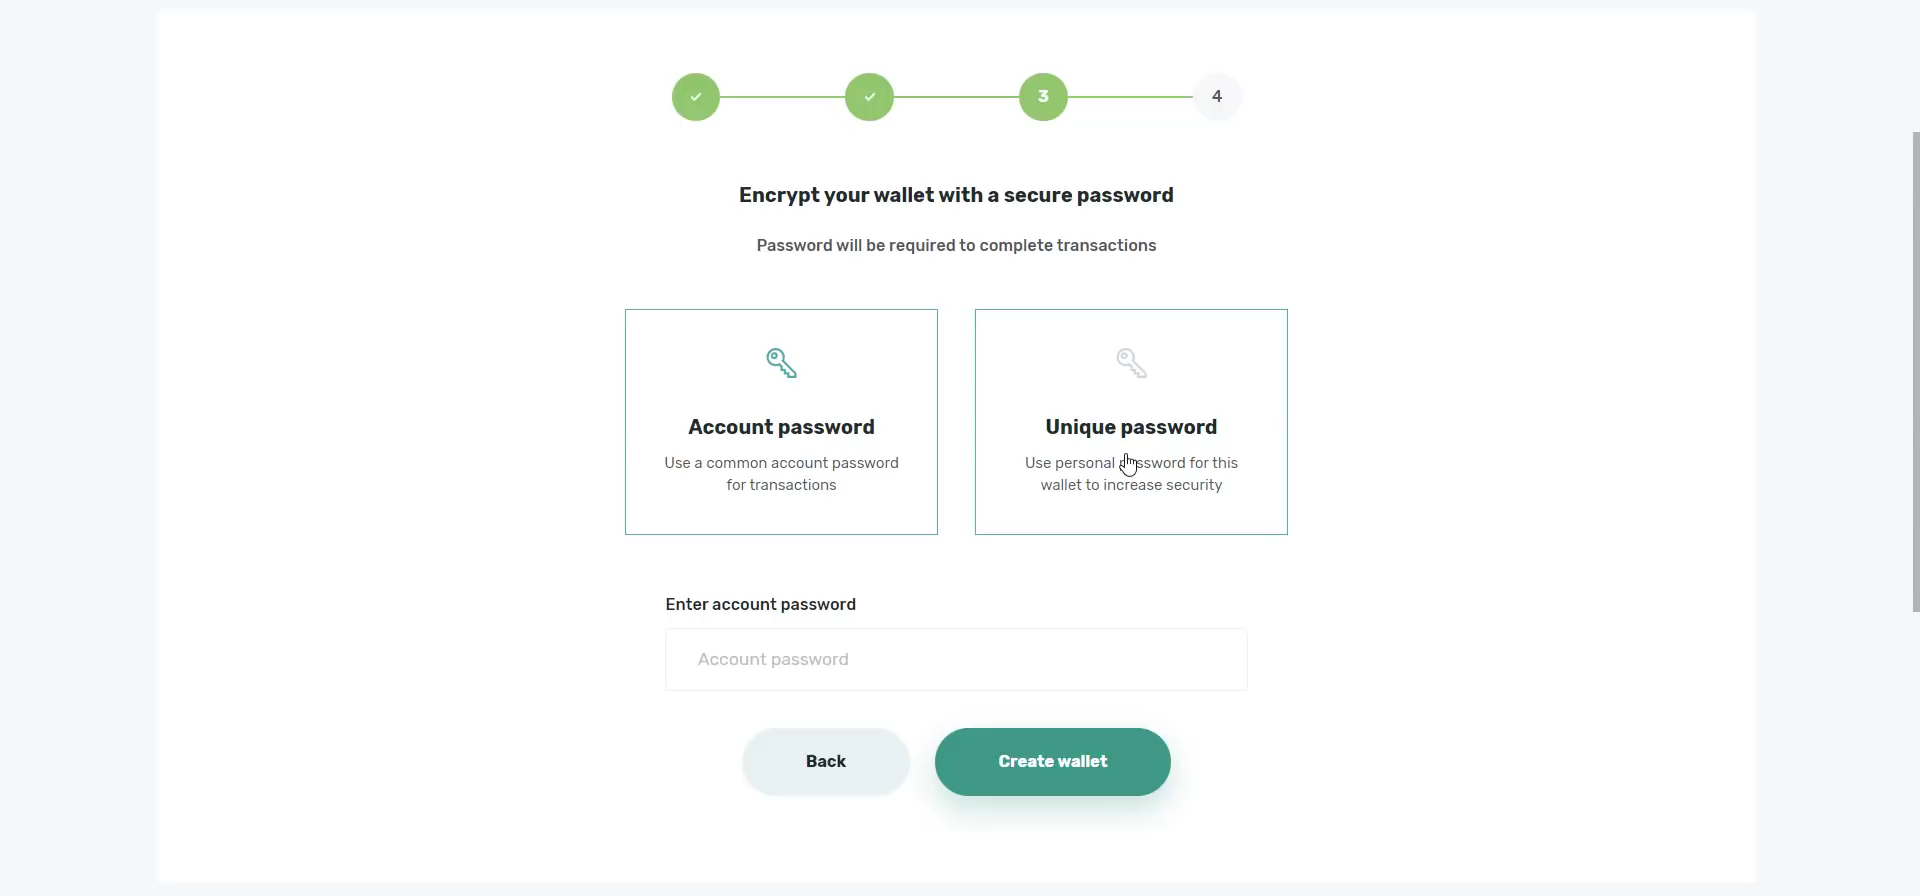 3
4
Encrypt your wallet with a secure password
Password will be required to complete transactions
Account password
Use a common account password
for transactions
Unique password
Use personal password for this
wallet to increase security
Enter account password
Account password
Back
Create wallet